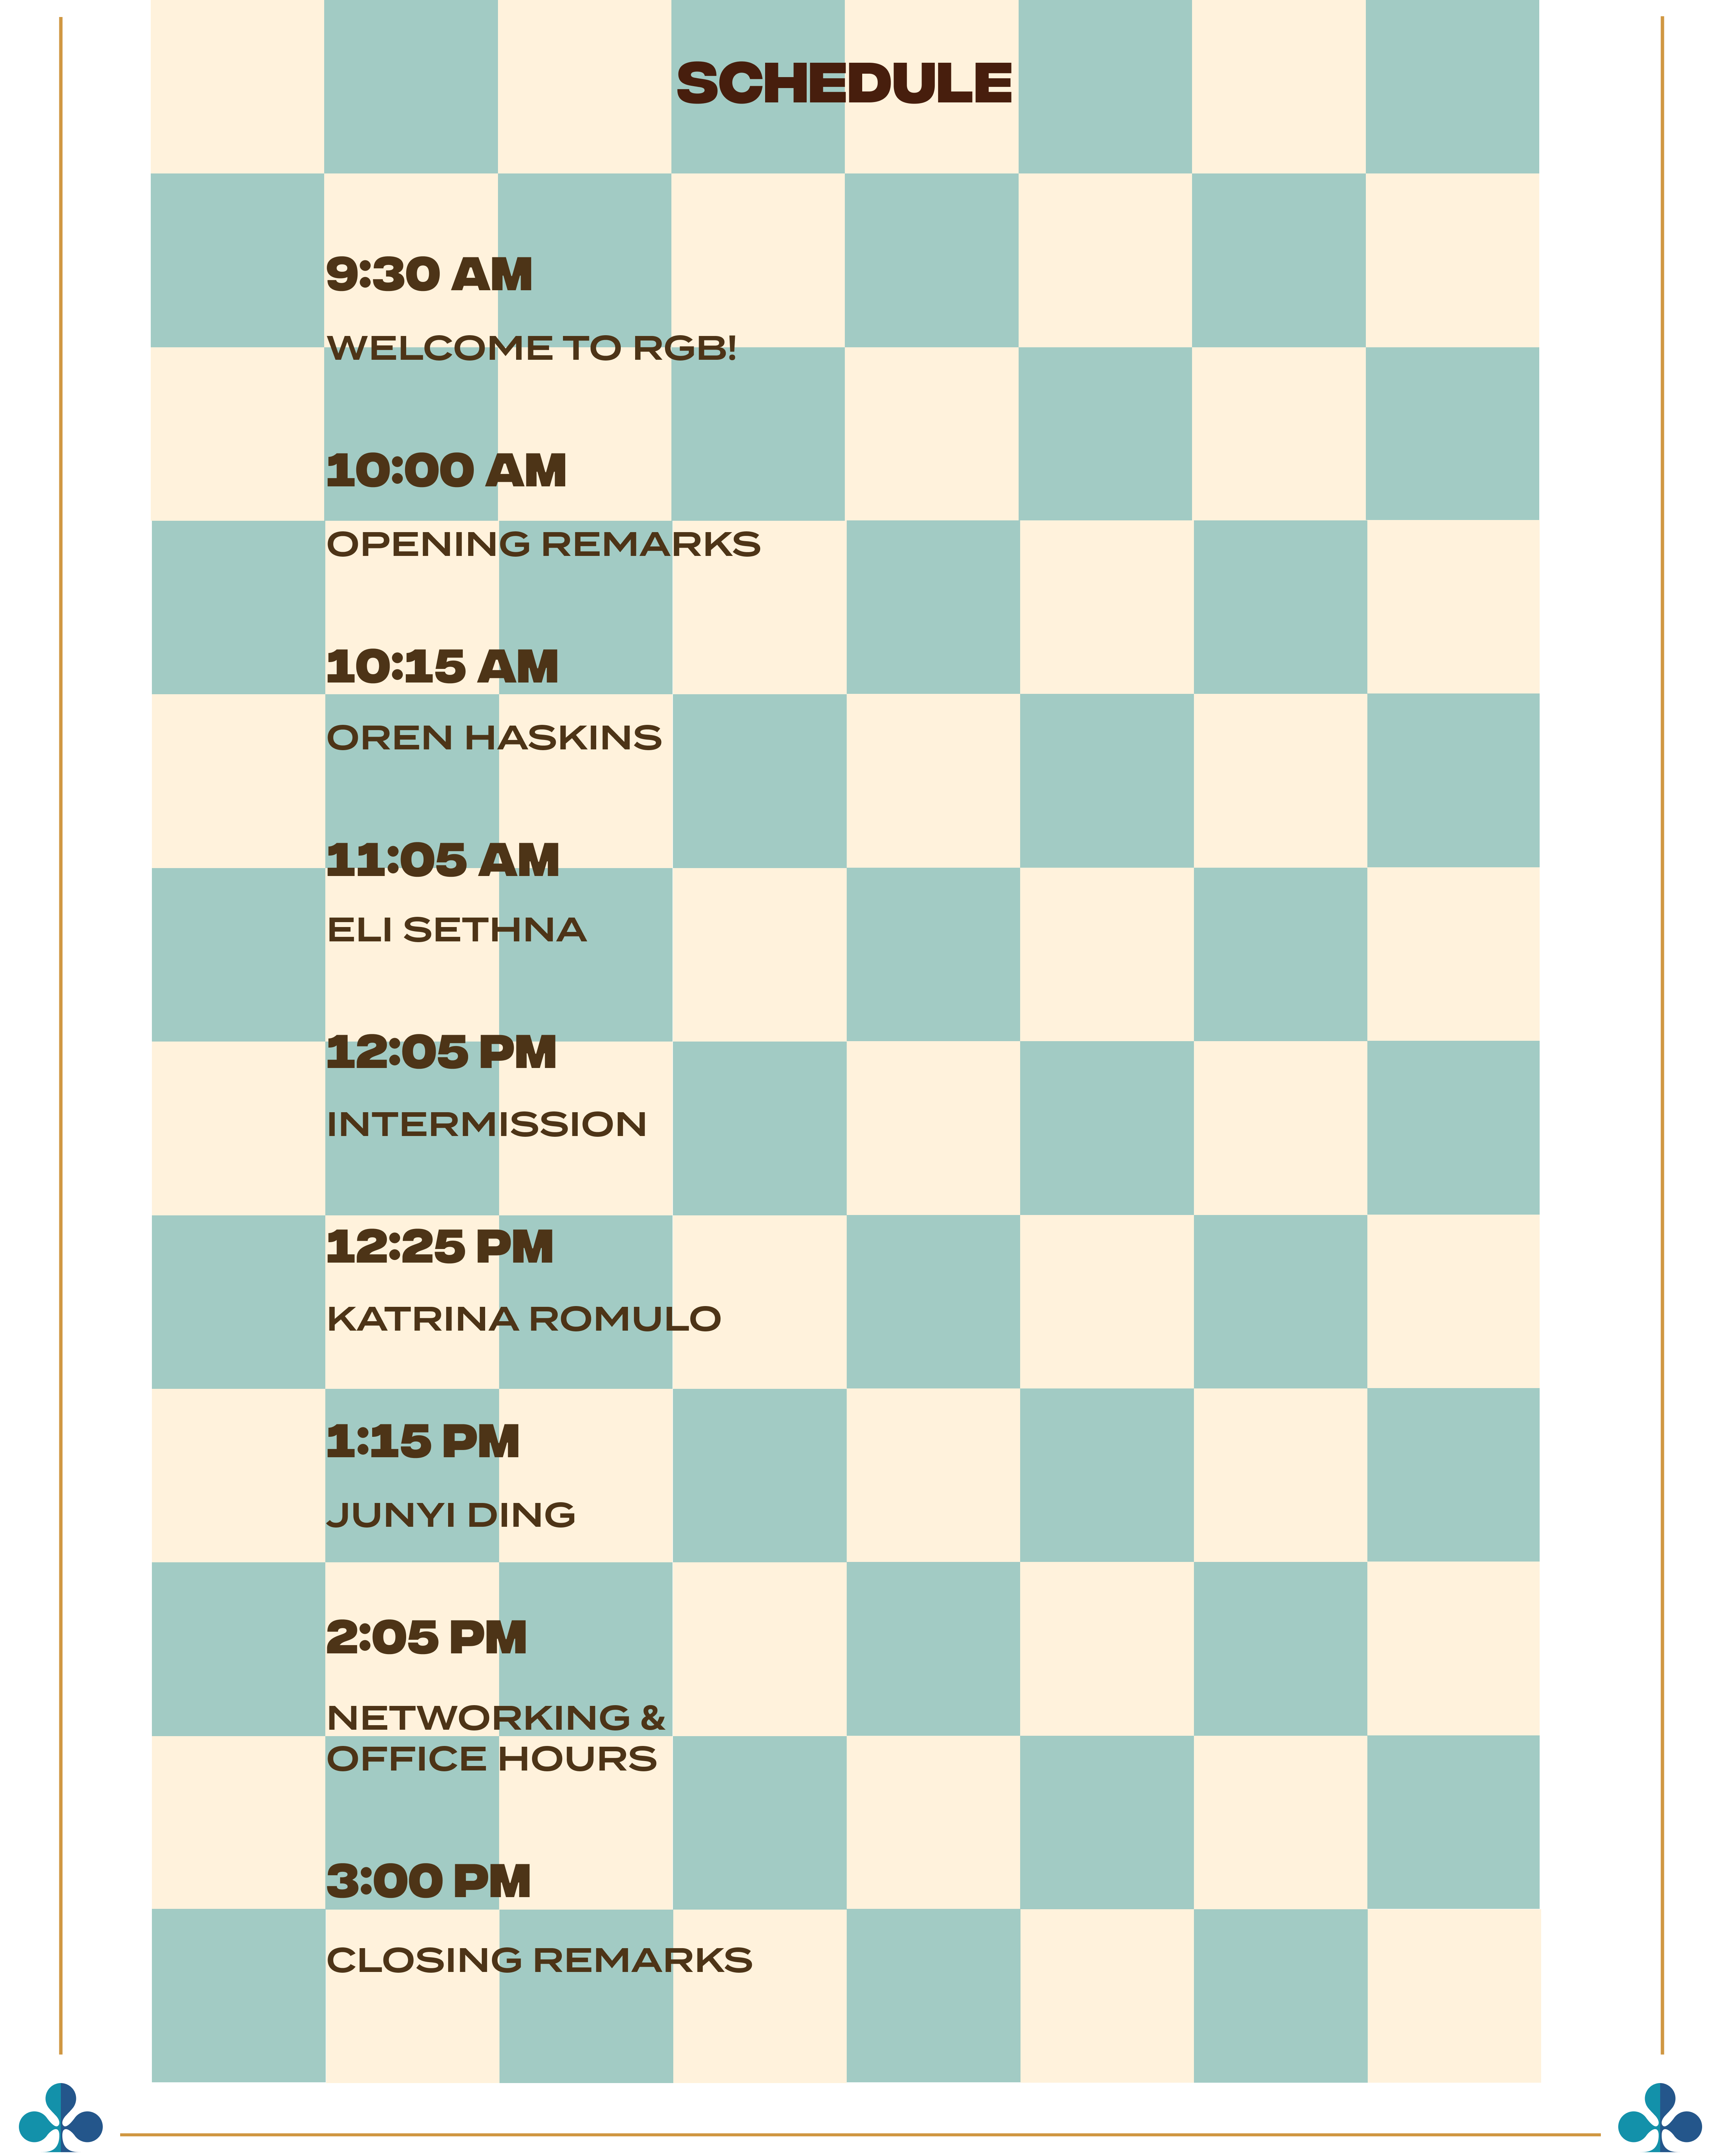 SCHEDULE
9:30 AM
WELCOME TO RGB!
10:00 AM
OPENING REMARKS
10:15 AM
OREN HASKINS
11:05 AM
ELI SETHNA
12:05 PM
INTERMISSION
12:25 PM
KATRINA ROMULO
1:15 PM
JUNYI DING
2:05 PM
NETWORKING &
OFFICE HOURS
3:00 PM
CLOSING REMARKS